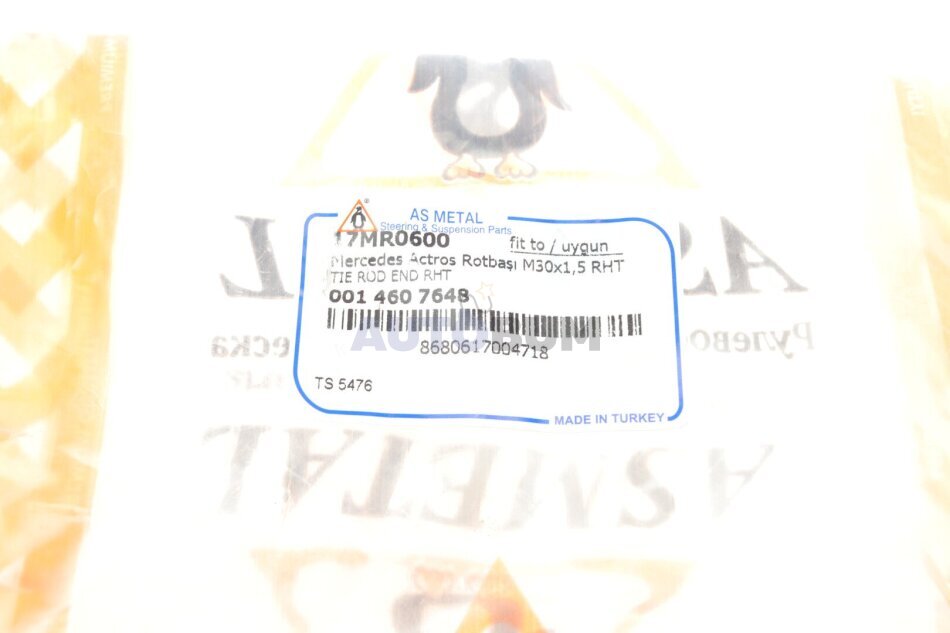 PREMIUM
AS METAL
Steering & Suspension Parts
17MR0600 fit to / uygun
Mercedes Actros Rotbaşı M30x1,5 RHT
TIE ROD END RHT
001 460 7648
8680617004718
TS 5476
MADE IN TURKEY
ASMETAL